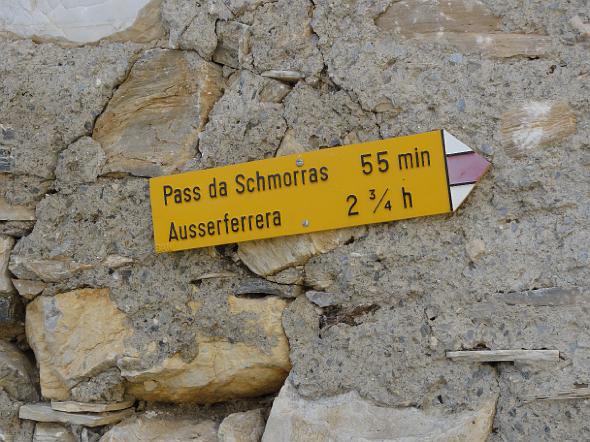 Pass da Schmorras 55 min
Ausserferrera 2 ¾ h